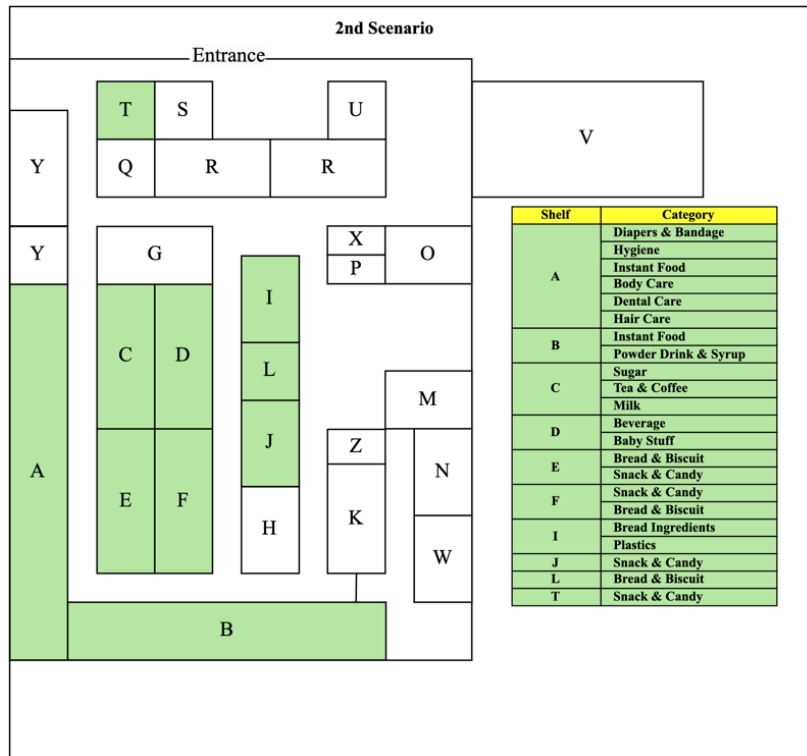 2nd Scenario
Entrance
T S U
V
Y Q R R
Shelf Category
Y G X O
P
A Diapers & Bandage
Hygiene
Instant Food
Body Care
Dental Care
Hair Care
B Instant Food
Powder Drink & Syrup
C Sugar
Tea & Coffee
Milk
D Beverage
Baby Stuff
E Bread & Biscuit
Snack & Candy
F Snack & Candy
Bread & Biscuit
I Bread Ingredients
Plastics
J Snack & Candy
L Bread & Biscuit
T Snack & Candy
I
C D L
M
J Z
A N
E F K
H W
B